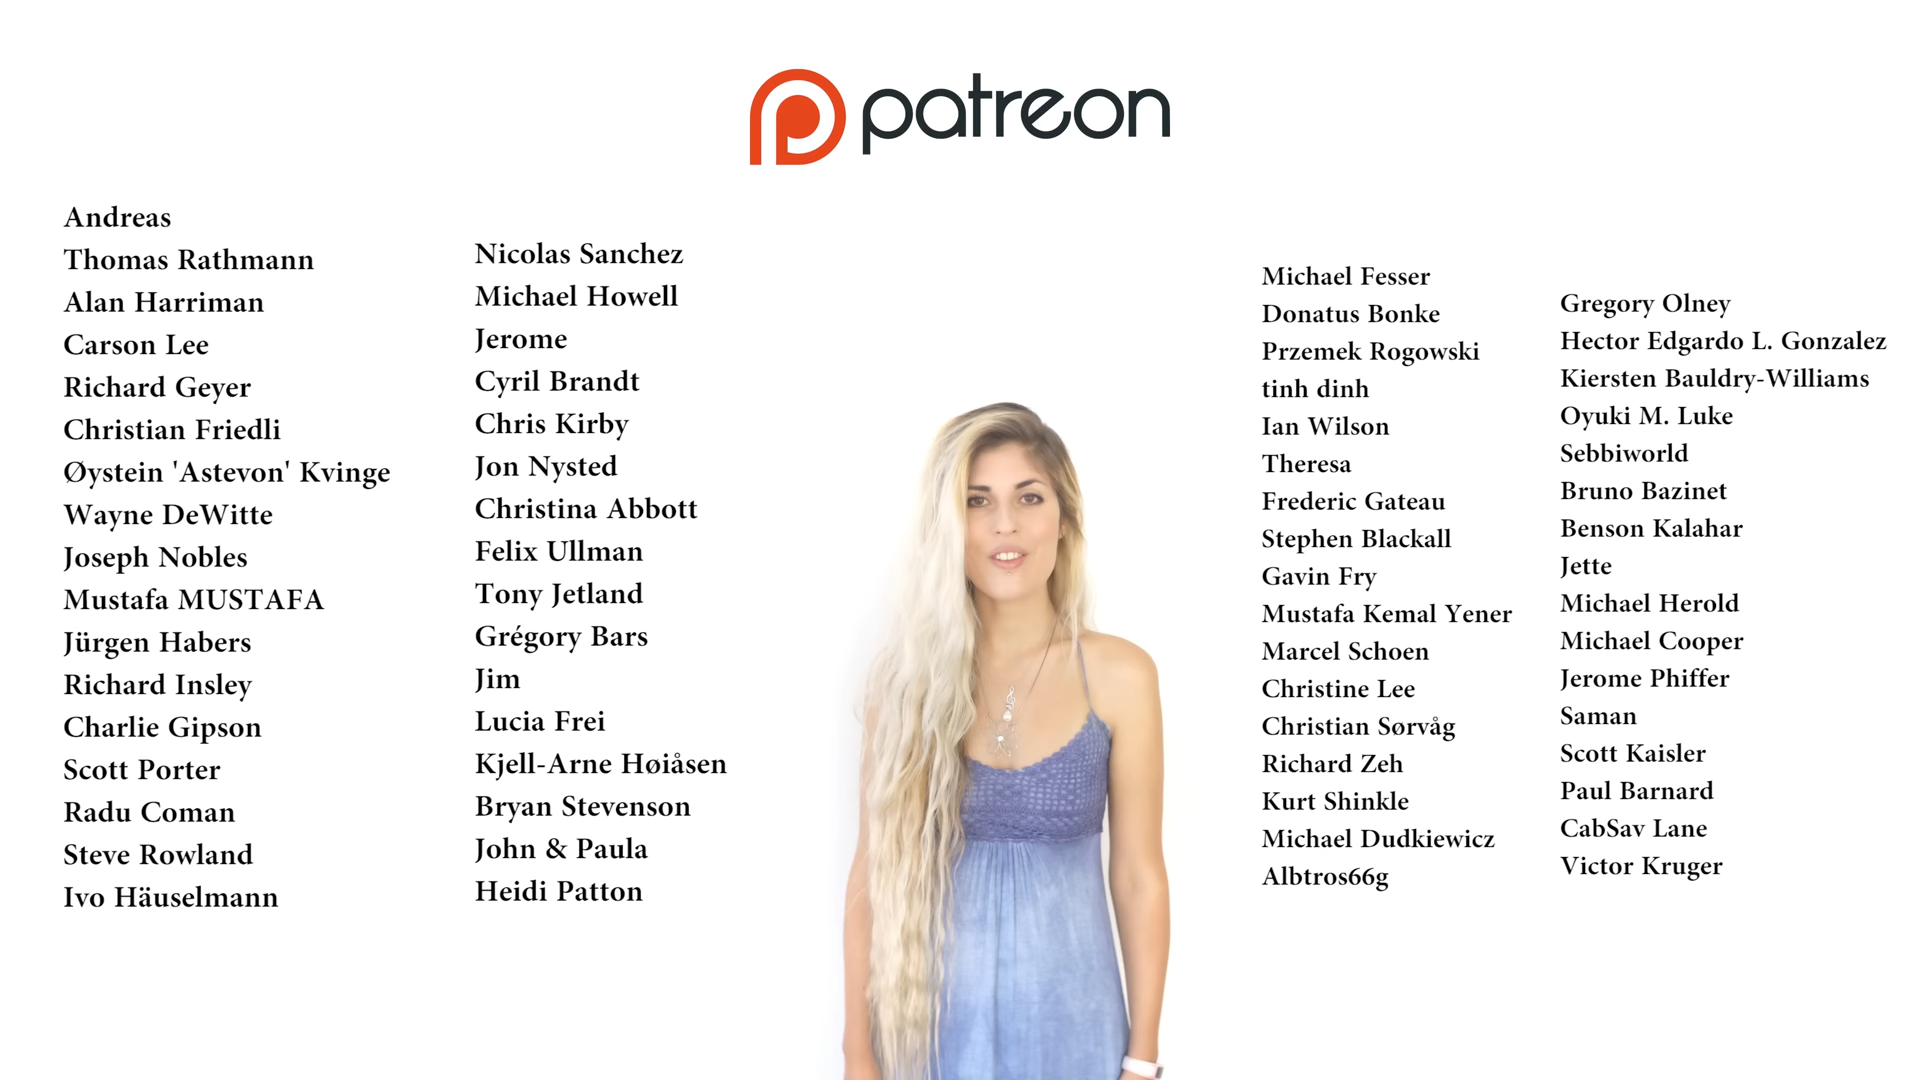 patreon
Andreas
Thomas Rathmann
Alan Harriman
Carson Lee
Richard Geyer
Christian Friedli
Øystein 'Astevon' Kvinge
Wayne DeWitte
Joseph Nobles
Mustafa MUSTAFA
Jürgen Habers
Richard Insley
Charlie Gipson
Scott Porter
Radu Coman
Steve Rowland
Ivo Häuselmann
Nicolas Sanchez
Michael Howell
Jerome
Cyril Brandt
Chris Kirby
Jon Nysted
Christina Abbott
Felix Ullman
Tony Jetland
Grégory Bars
Jim
Lucia Frei
Kjell-Arne Høiåsen
Bryan Stevenson
John & Paula
Heidi Patton
Michael Fesser
Donatus Bonke
Przemek Rogowski
tinh dinh
Ian Wilson
Theresa
Frederic Gateau
Stephen Blackall
Gavin Fry
Mustafa Kemal Yener
Marcel Schoen
Christine Lee
Christian Sørvåg
Richard Zeh
Kurt Shinkle
Michael Dudkiewicz
Albtros66g
Gregory Olney
Hector Edgardo L. Gonzalez
Kiersten Bauldry-Williams
Oyuki M. Luke
Sebbiworld
Bruno Bazinet
Benson Kalahar
Jette
Michael Herold
Michael Cooper
Jerome Phiffer
Saman
Scott Kaisler
Paul Barnard
CabSav Lane
Victor Kruger